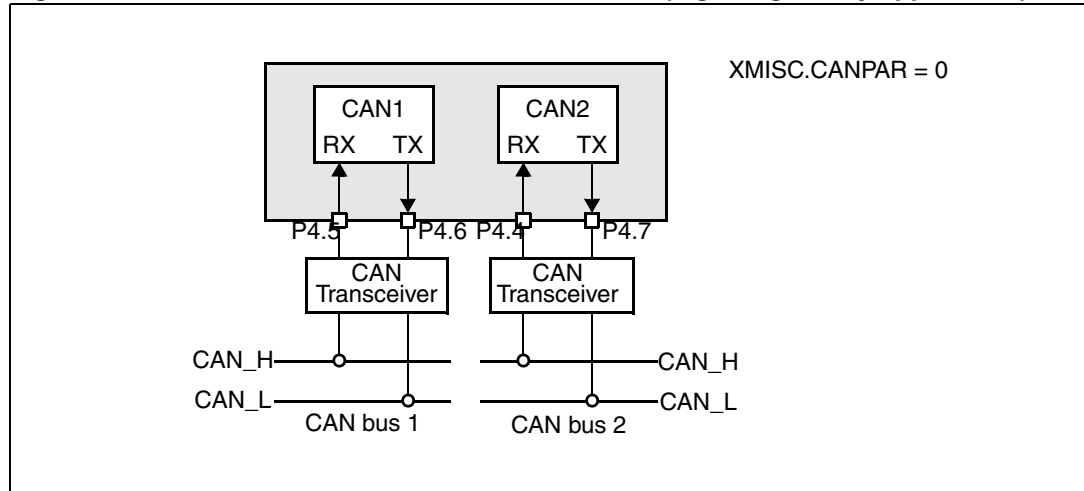 XMISC.CANPAR = 0
CAN1
CAN2
RX TX
RX TX
P4.5
P4.6
P4.4
P4.7
CAN
Transceiver
CAN
Transceiver
CAN_H
CAN_H
CAN_L
CAN_L
CAN bus 1
CAN bus 2